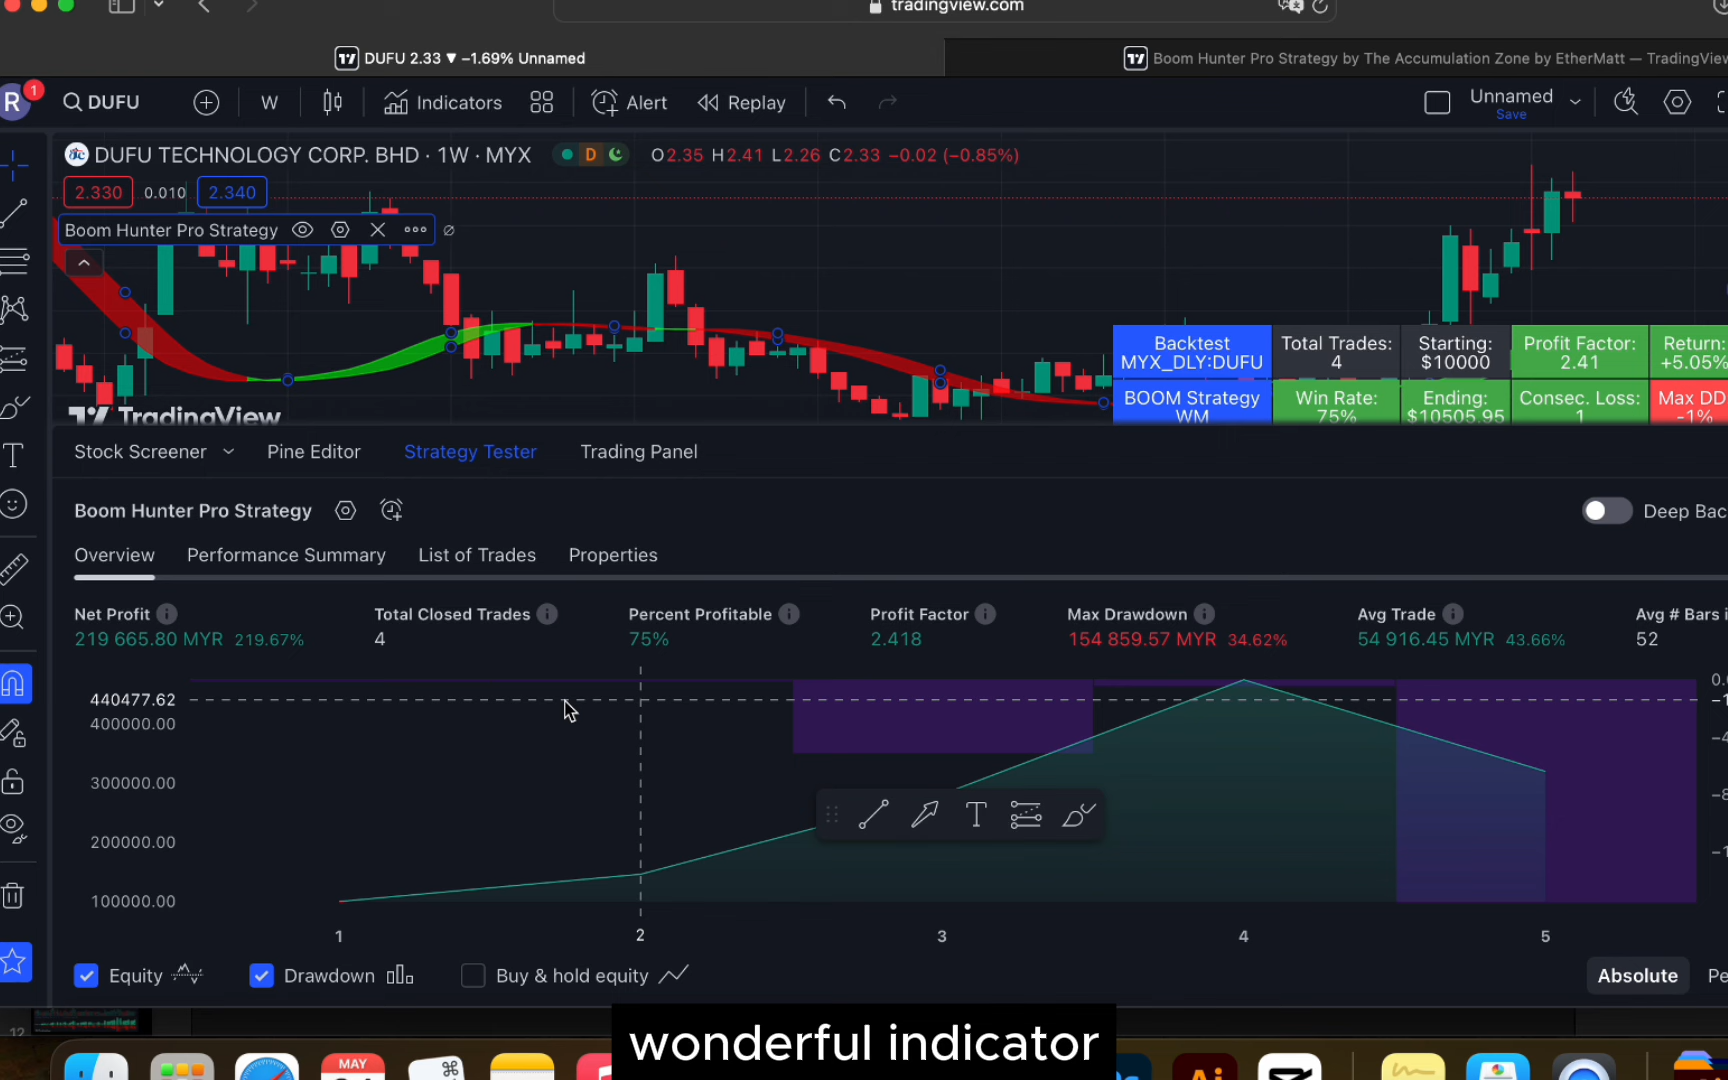 tradingview.com
DUFU 2.33 ▼ −1.69% Unnamed
Boom Hunter Pro Strategy by The Accumulation Zone by EtherMatt — TradingView
R 1 DUFU W Indicators Alert Replay Unnamed
Save
DUFU TECHNOLOGY CORP. BHD · 1W · MYX D O2.35 H2.41 L2.26 C2.33 −0.02 (−0.85%)
2.330 0.010 2.340
Boom Hunter Pro Strategy
Backtest
MYX_DLY:DUFU
Total Trades:
4
Starting:
$10000
Profit Factor:
2.41
Return:
+5.05%
BOOM Strategy
WM
Win Rate:
75%
Ending:
$10505.95
Consec. Loss:
1
Max DD
-1%
TradingView
Stock Screener Pine Editor Strategy Tester Trading Panel
Boom Hunter Pro Strategy Deep Bac
Overview Performance Summary List of Trades Properties
Net Profit Total Closed Trades Percent Profitable Profit Factor Max Drawdown Avg Trade Avg # Bars i
219 665.80 MYR 219.67% 4 75% 2.418 154 859.57 MYR 34.62% 54 916.45 MYR 43.66% 52
440477.62
400000.00
300000.00
200000.00
100000.00
0.
−1
−4
−8
−1
1 2 3 4 5
Equity Drawdown Buy & hold equity Absolute Pe
12
wonderful indicator
MAY
Ai